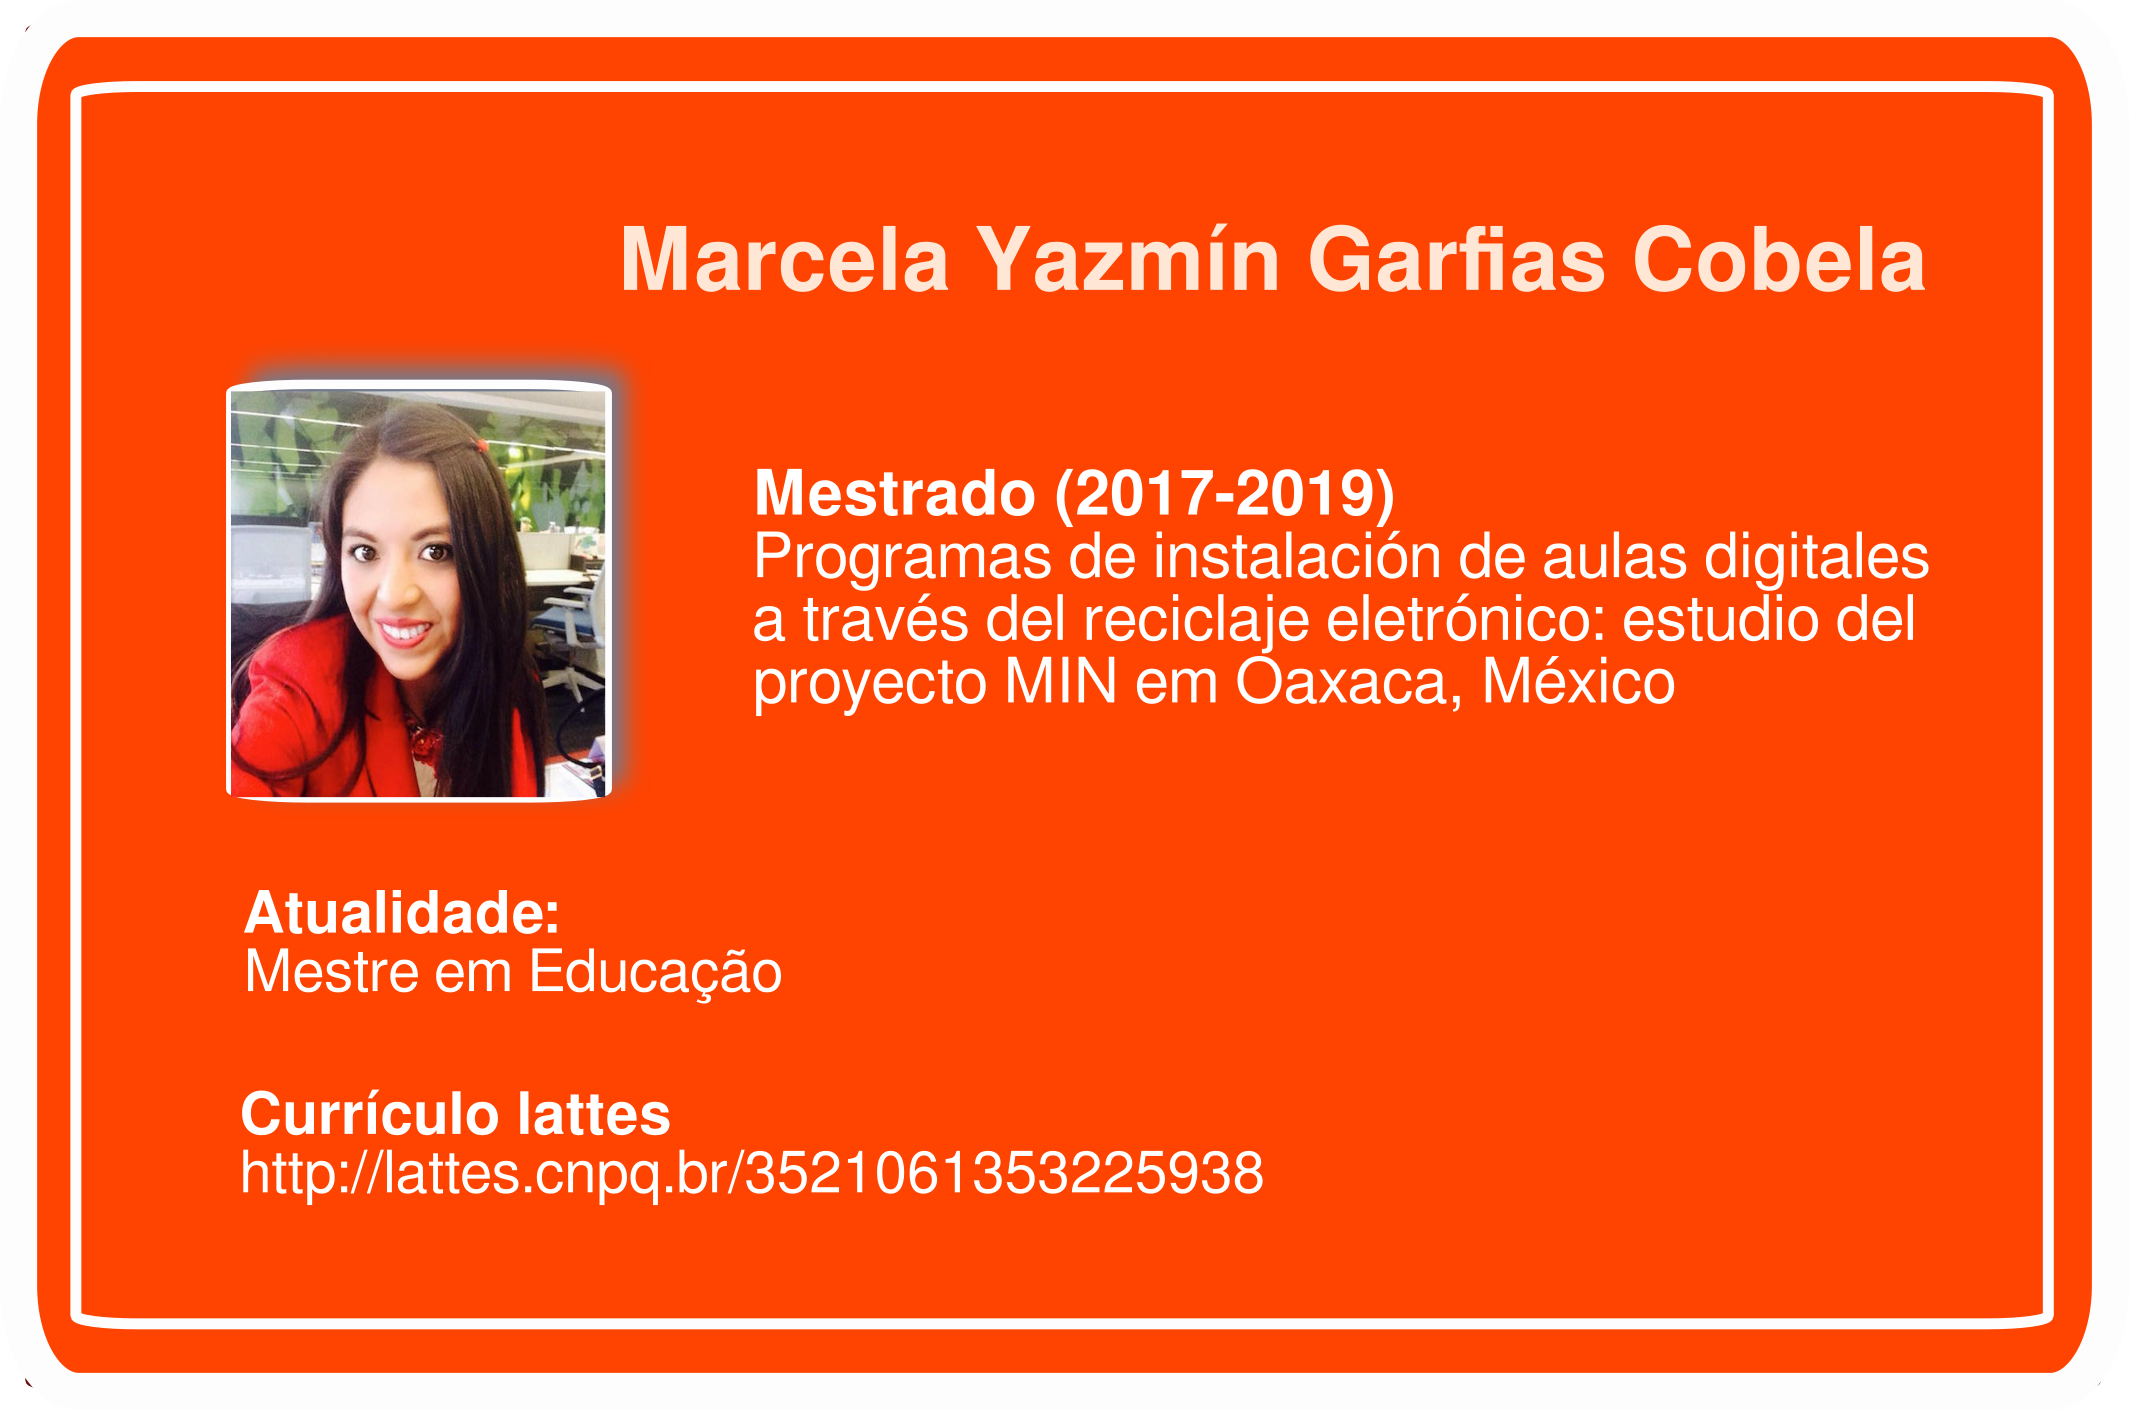 Marcela Yazmín Garfias Cobela
Mestrado (2017-2019)
Programas de instalación de aulas digitales
a través del reciclaje eletrónico: estudio del
proyecto MIN em Oaxaca, México
Atualidade:
Mestre em Educação
Currículo lattes
http://lattes.cnpq.br/3521061353225938